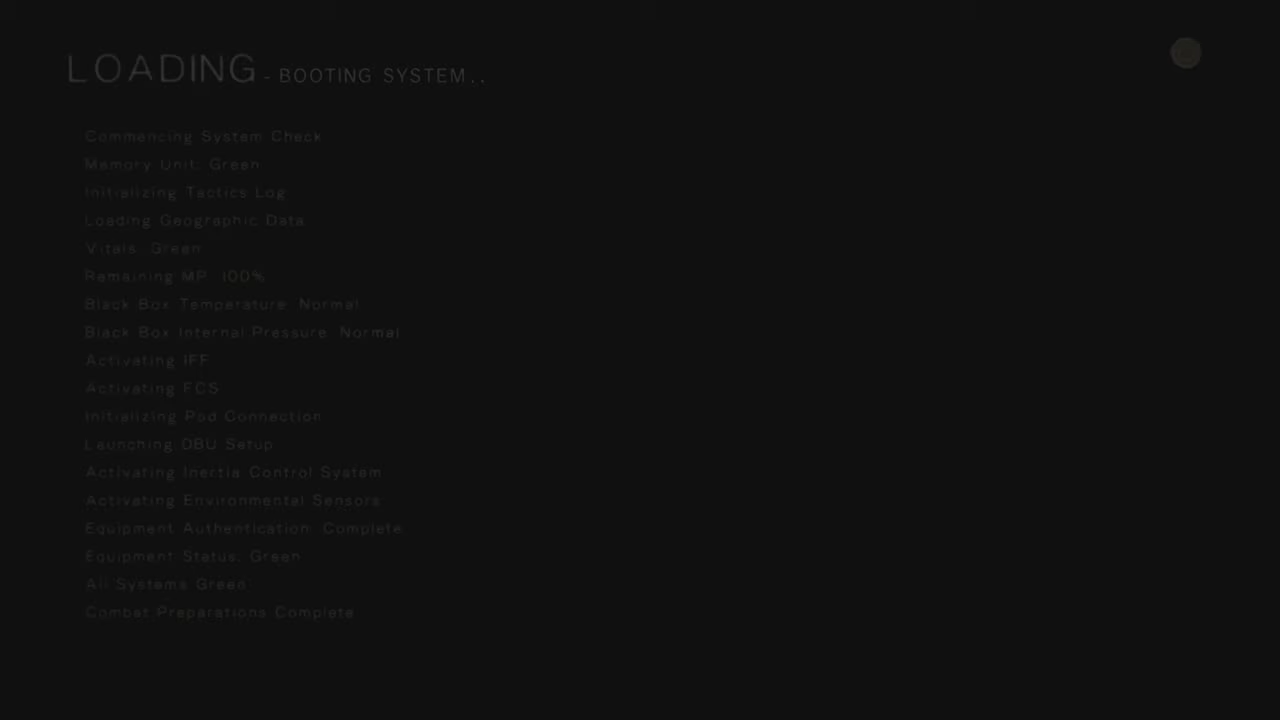 LOADING - BOOTING SYSTEM..
Commencing System Check
Memory Unit: Green
Initializing Tactics Log
Loading Geographic Data
Vitals: Green
Remaining MP: 100%
Black Box Temperature: Normal
Black Box Internal Pressure: Normal
Activating IFF
Activating FCS
Initializing Pod Connection
Launching DBU Setup
Activating Inertia Control System
Activating Environmental Sensors
Equipment Authentication: Complete
Equipment Status: Green
All Systems Green
Combat Preparations Complete